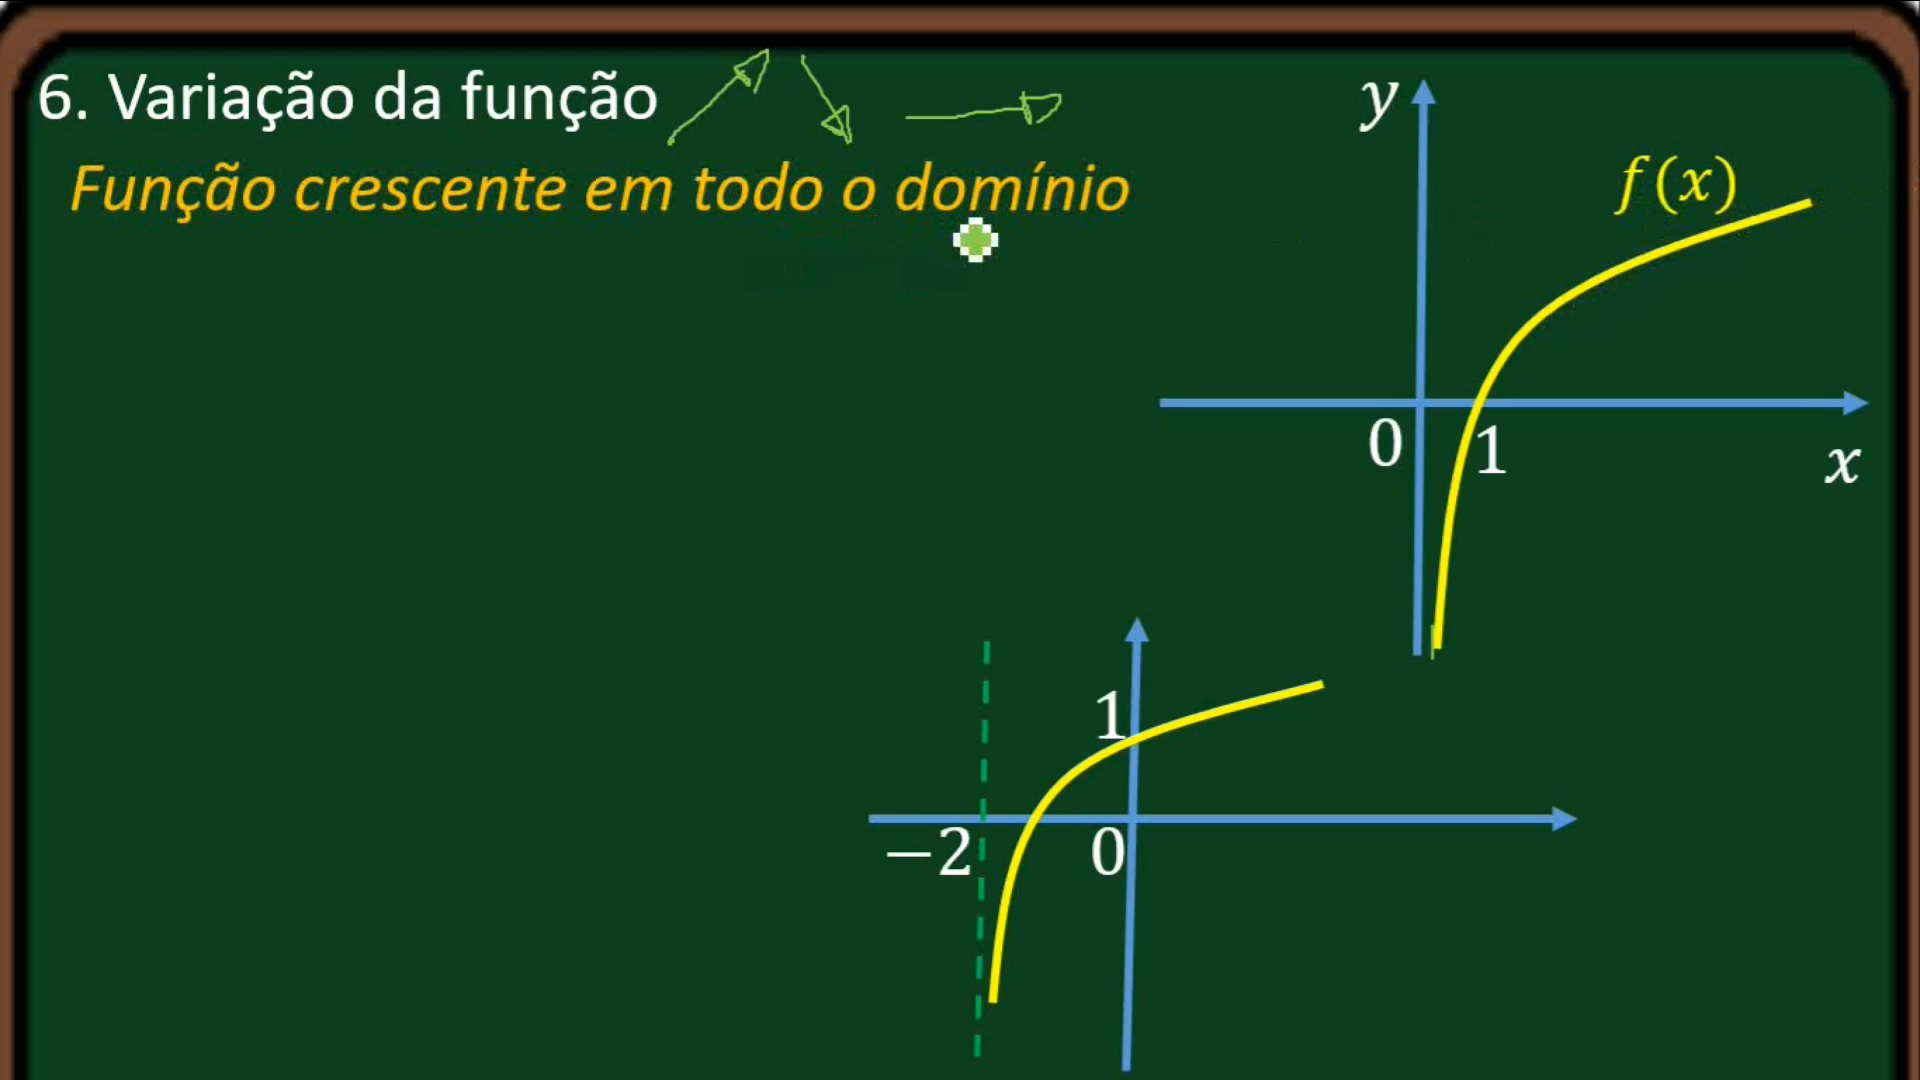 6. Variação da função
Função crescente em todo o domínio
y
f(x)
0
1
x
1
−2
0